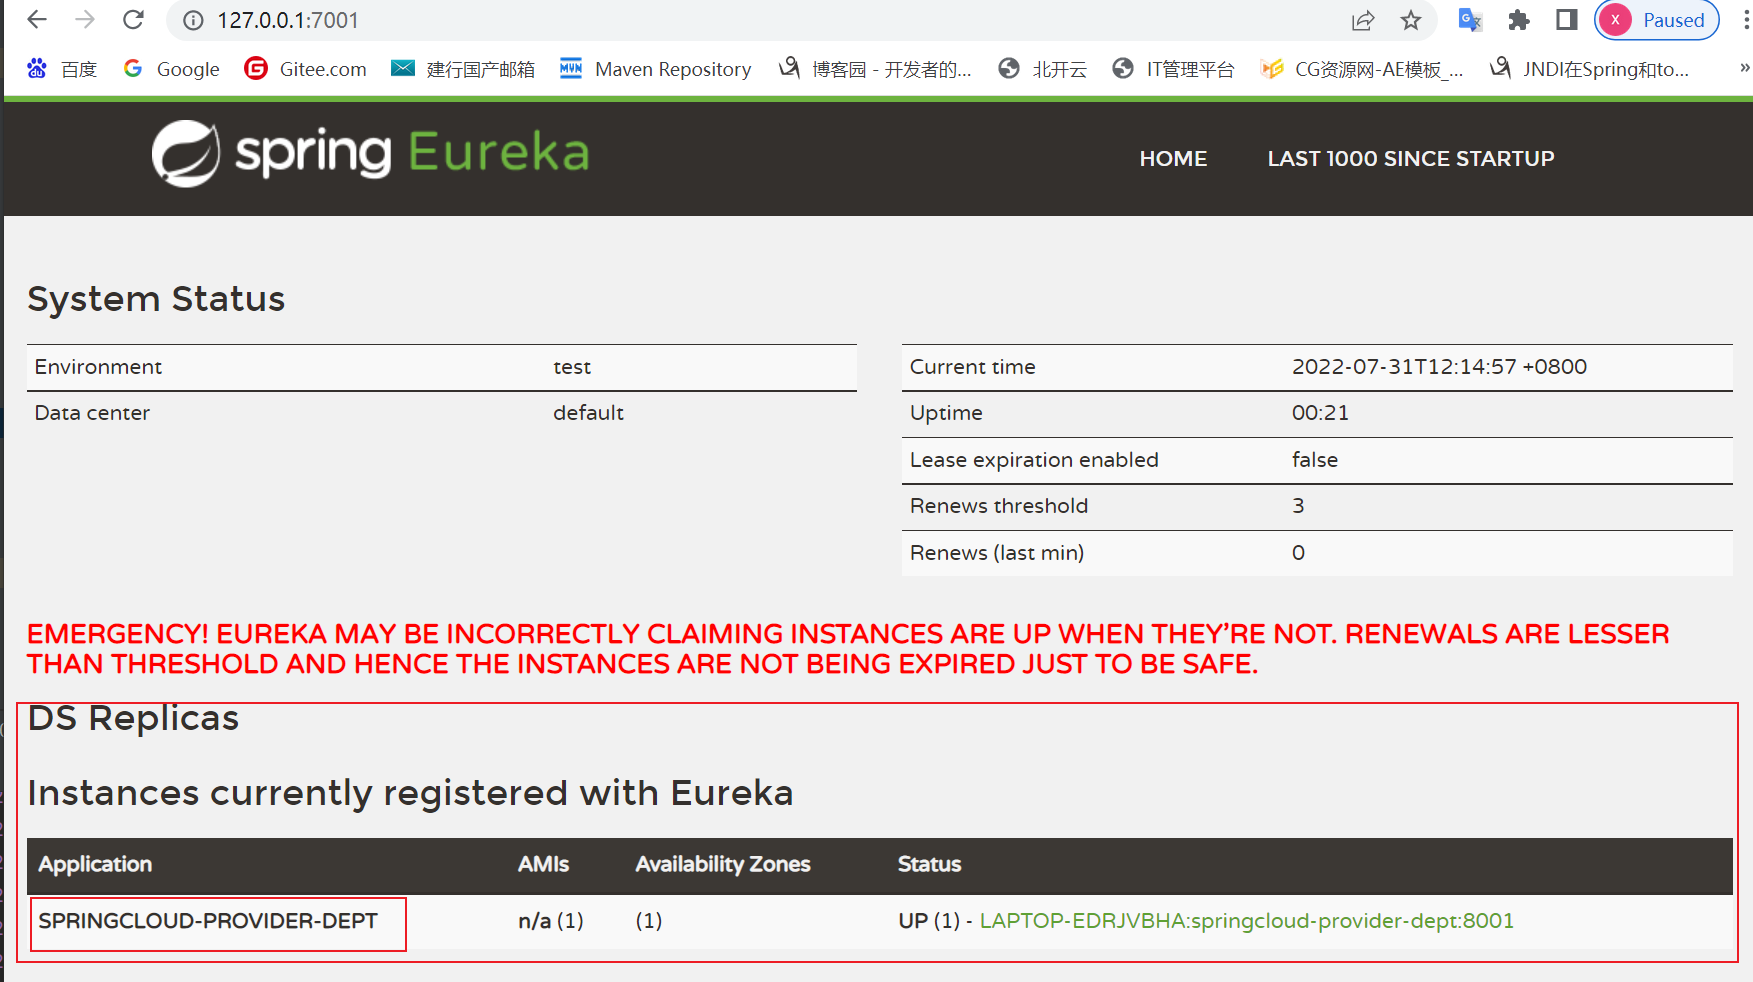 127.0.0.1:7001
X Paused
百度 Google Gitee.com 建行国产邮箱 MVN Maven Repository 博客园 - 开发者的... 北开云 IT管理平台 CG资源网-AE模板_... JNDI在Spring和to... »
spring Eureka HOME LAST 1000 SINCE STARTUP
System Status
Environment test
Data center default
Current time 2022-07-31T12:14:57 +0800
Uptime 00:21
Lease expiration enabled false
Renews threshold 3
Renews (last min) 0
EMERGENCY! EUREKA MAY BE INCORRECTLY CLAIMING INSTANCES ARE UP WHEN THEY'RE NOT. RENEWALS ARE LESSER
THAN THRESHOLD AND HENCE THE INSTANCES ARE NOT BEING EXPIRED JUST TO BE SAFE.
DS Replicas
Instances currently registered with Eureka
Application AMIs Availability Zones Status
SPRINGCLOUD-PROVIDER-DEPT n/a (1) (1) UP (1) - LAPTOP-EDRJVBHA:springcloud-provider-dept:8001